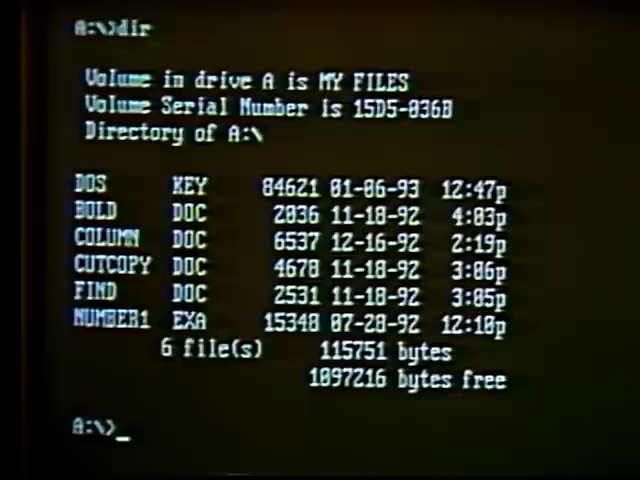 A:\>dir
Volume in drive A is MY FILES
Volume Serial Number is 15D5-036B
Directory of A:\
DOS KEY 84621 01-06-93 12:47p
BOLD DOC 2036 11-18-92 4:03p
COLUMN DOC 6537 12-16-92 2:19p
CUTCOPY DOC 4678 11-18-92 3:06p
FIND DOC 2531 11-18-92 3:05p
NUMBER1 EXA 15348 07-28-92 12:10p
6 file(s) 115751 bytes
1097216 bytes free
A:\>_